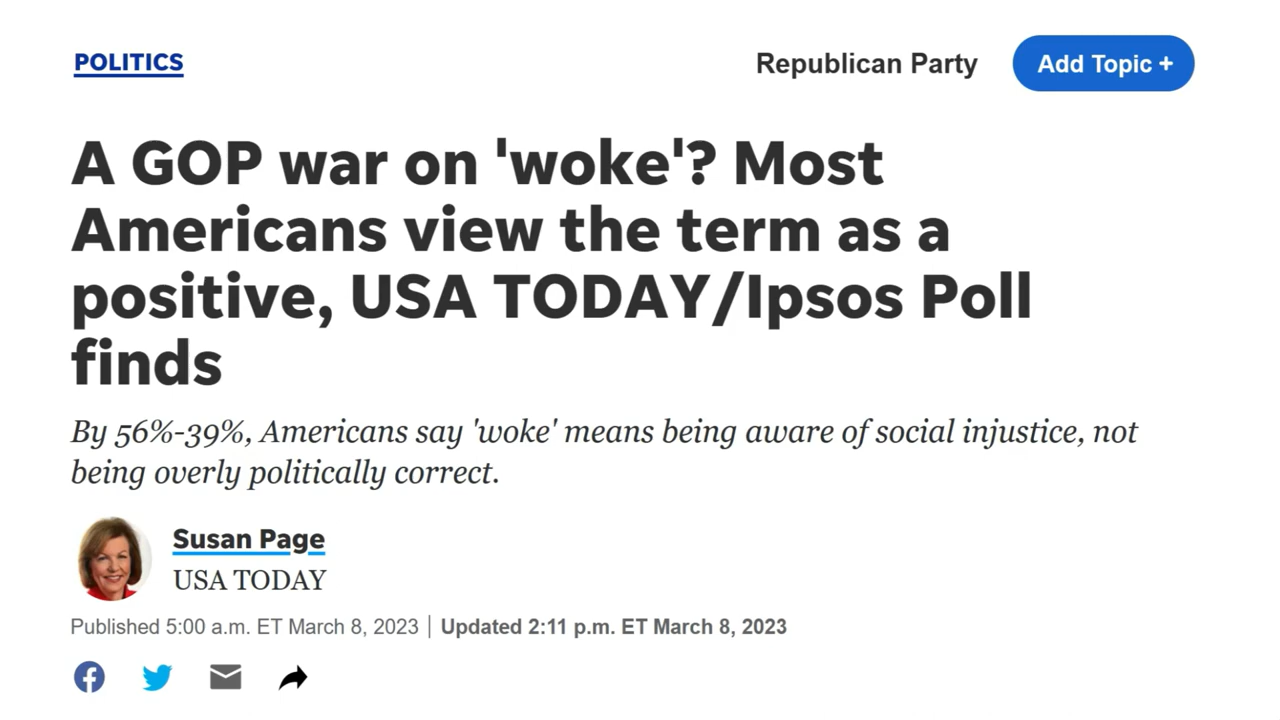 POLITICS
Republican Party
Add Topic +
A GOP war on 'woke'? Most
Americans view the term as a
positive, USA TODAY/Ipsos Poll
finds
By 56%-39%, Americans say 'woke' means being aware of social injustice, not
being overly politically correct.
Susan Page
USA TODAY
Published 5:00 a.m. ET March 8, 2023 | Updated 2:11 p.m. ET March 8, 2023